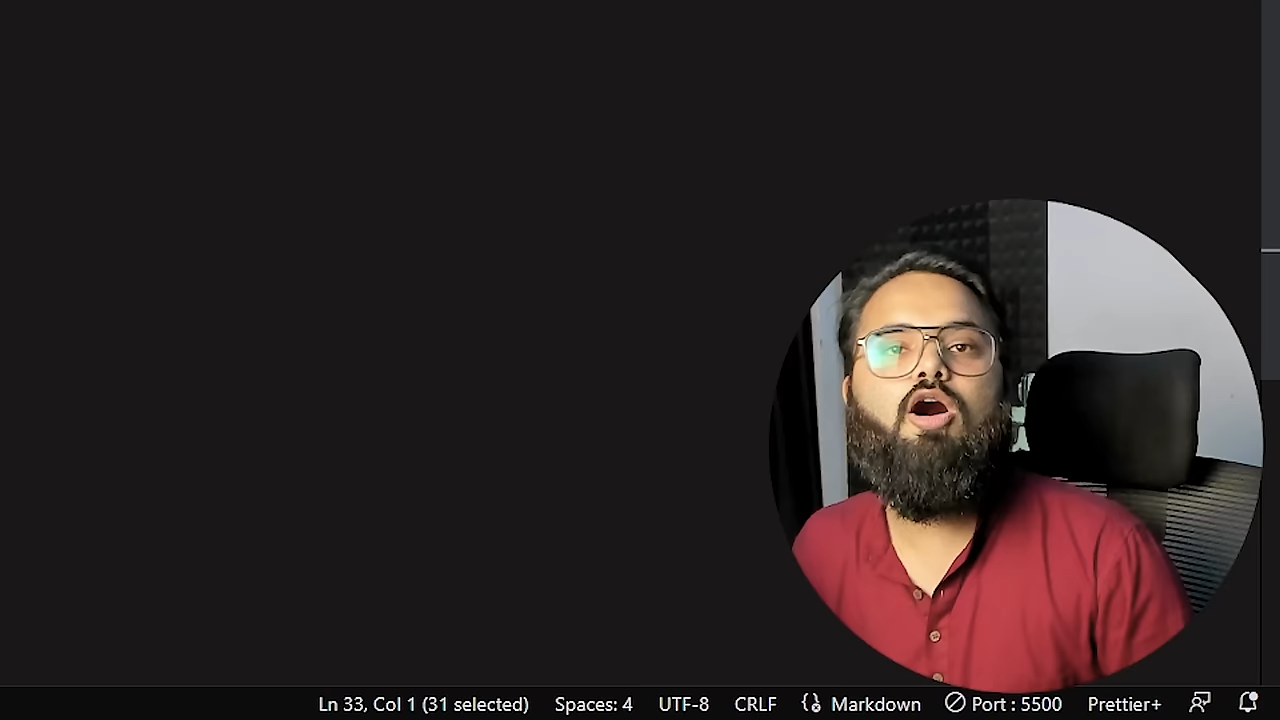 Ln 33, Col 1 (31 selected) Spaces: 4 UTF-8 CRLF Markdown Port : 5500 Prettier+